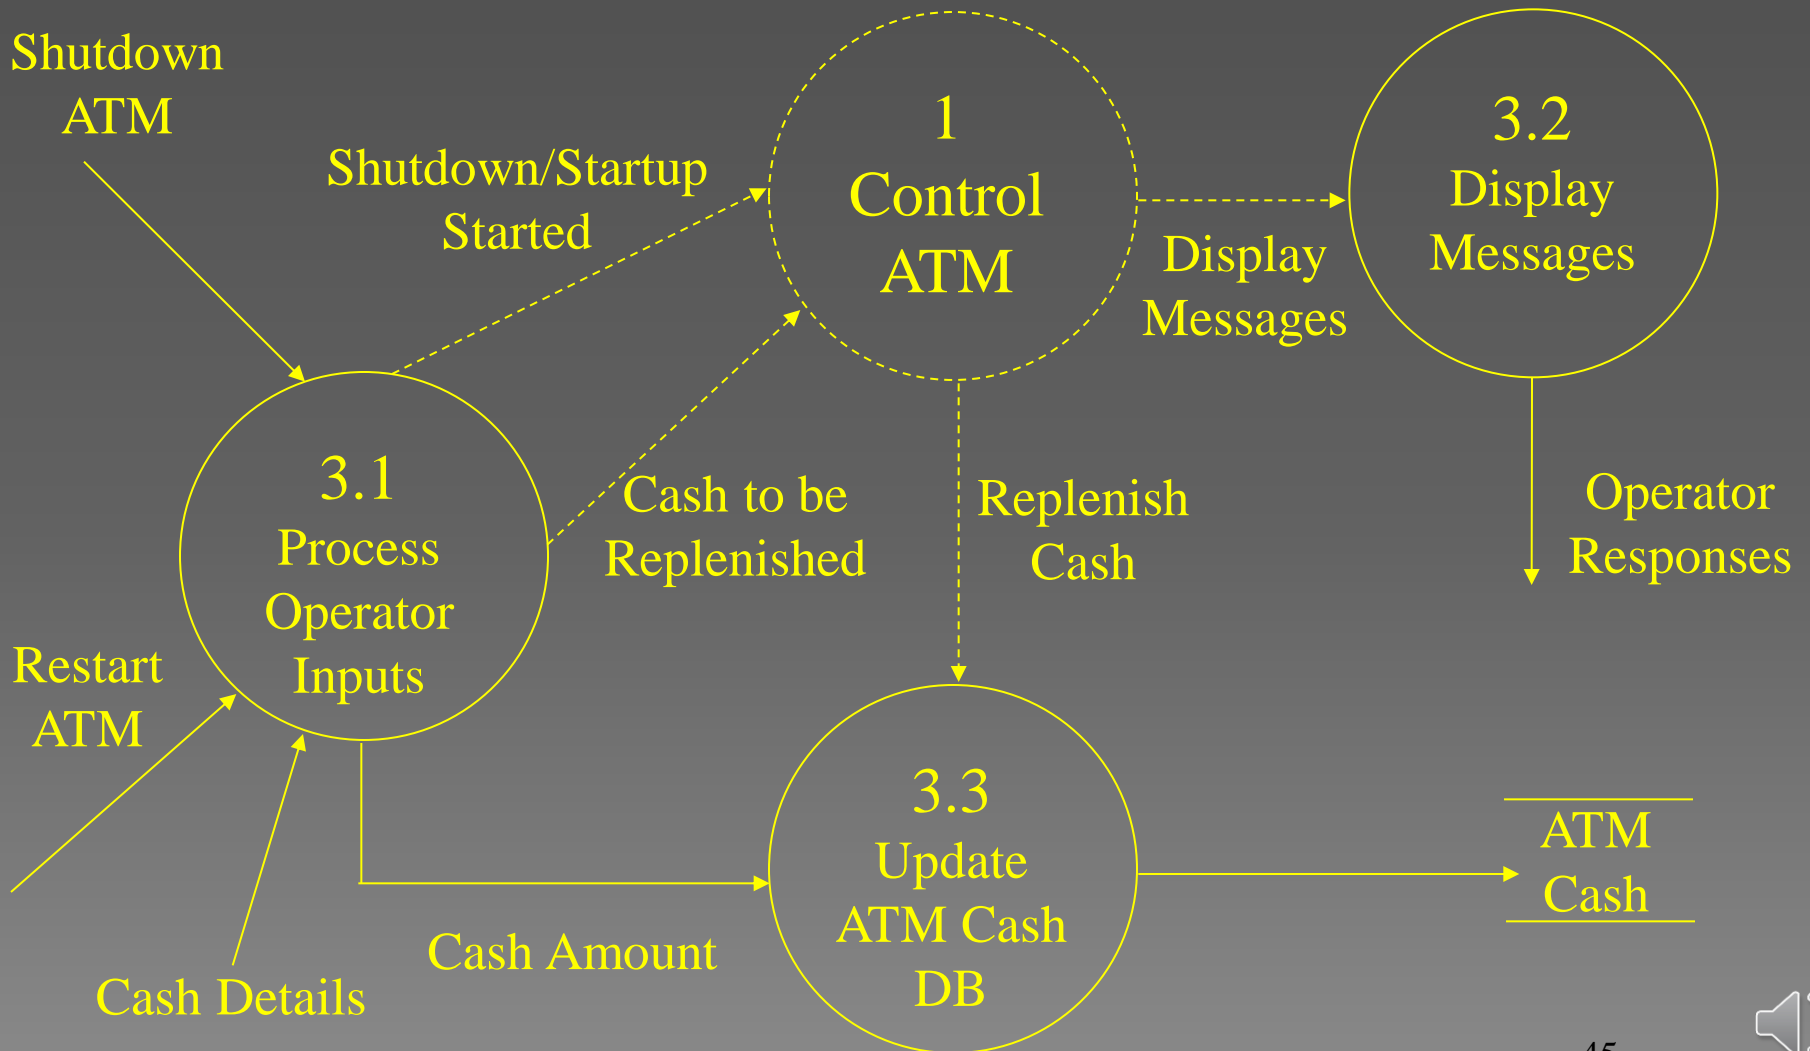 Shutdown
ATM
Shutdown/Startup
Started
1
Control
ATM
3.2
Display
Messages
Display
Messages
3.1
Process
Operator
Inputs
Cash to be
Replenished
Replenish
Cash
Operator
Responses
Restart
ATM
3.3
Update
ATM Cash
DB
ATM
Cash
Cash Amount
Cash Details